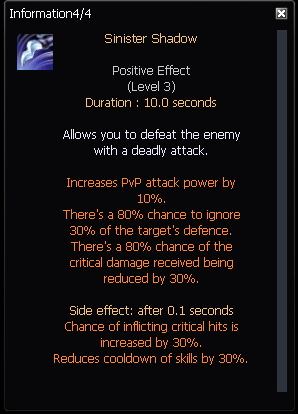 Information4/4
Sinister Shadow
Positive Effect
(Level 3)
Duration : 10.0 seconds
Allows you to defeat the enemy
with a deadly attack.
Increases PvP attack power by
10%.
There's a 80% chance to ignore
30% of the target's defence.
There's a 80% chance of the
critical damage received being
reduced by 30%.
Side effect: after 0.1 seconds
Chance of inflicting critical hits is
increased by 30%.
Reduces cooldown of skills by 30%.